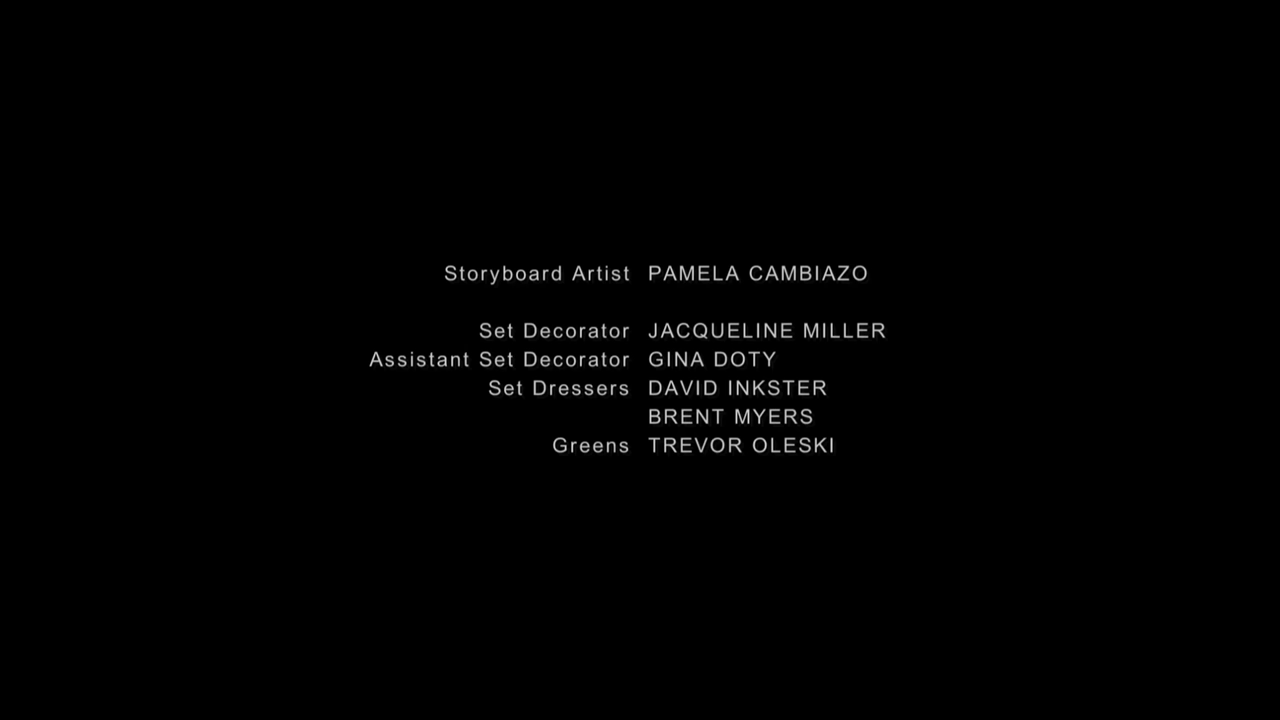 Storyboard Artist PAMELA CAMBIAZO
Set Decorator JACQUELINE MILLER
Assistant Set Decorator GINA DOTY
Set Dressers DAVID INKSTER
BRENT MYERS
Greens TREVOR OLESKI